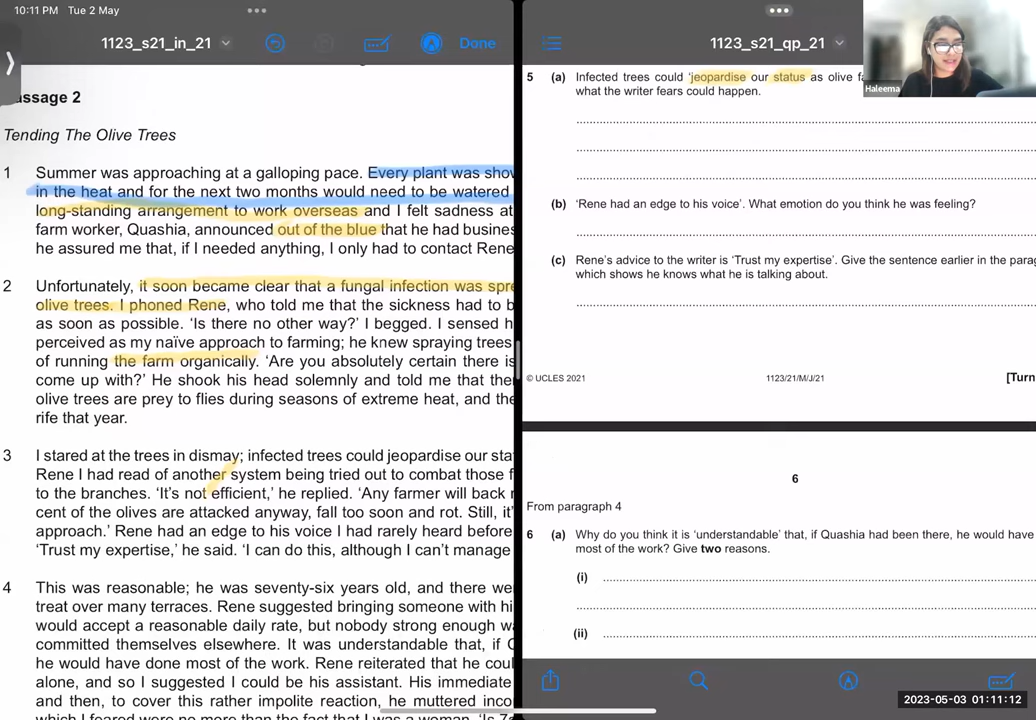 10:11 PM Tue 2 May
1123_s21_in_21
Done
1123_s21_qp_21
Haleema
assage 2
Tending The Olive Trees
1 Summer was approaching at a galloping pace. Every plant was
in the heat and for the next two months would need to be watered
long-standing arrangement to work overseas and I felt sadness at
farm worker, Quashia, announced out of the blue that he had busines
he assured me that, if I needed anything, I only had to contact Rene
2 Unfortunately, it soon became clear that a fungal infection was spre
olive trees. I phoned Rene, who told me that the sickness had to b
as soon as possible. ‘Is there no other way?’ I begged. I sensed h
perceived as my naïve approach to farming; he knew spraying trees
of running the farm organically. ‘Are you absolutely certain there is
come up with?’ He shook his head solemnly and told me that the
olive trees are prey to flies during seasons of extreme heat, and the
rife that year.
3 I stared at the trees in dismay; infected trees could jeopardise our sta
Rene I had read of another system being tried out to combat those f
to the branches. ‘It’s not efficient,’ he replied. ‘Any farmer will back
cent of the olives are attacked anyway, fall too soon and rot. Still, it’
approach.’ Rene had an edge to his voice I had rarely heard before
‘Trust my expertise,’ he said. ‘I can do this, although I can’t manage
4 This was reasonable; he was seventy-six years old, and there we
treat over many terraces. Rene suggested bringing someone with hi
would accept a reasonable daily rate, but nobody strong enough w
committed themselves elsewhere. It was understandable that, if
he would have done most of the work. Rene reiterated that he coul
alone, and so I suggested I could be his assistant. His immediate
and then, to cover this rather impolite reaction, he muttered inco
which I feared were no more than the fact that I was a woman. ‘Is
5 (a) Infected trees could ‘jeopardise our status as olive fa
what the writer fears could happen.
(b) ‘Rene had an edge to his voice’. What emotion do you think he was feeling?
(c) Rene’s advice to the writer is ‘Trust my expertise’. Give the sentence earlier in the para
which shows he knows what he is talking about.
© UCLES 2021 1123/21/M/J/21 [Turn
6
From paragraph 4
6 (a) Why do you think it is ‘understandable’ that, if Quashia had been there, he would have
most of the work? Give two reasons.
(i)
(ii)
2023-05-03 01:11:12